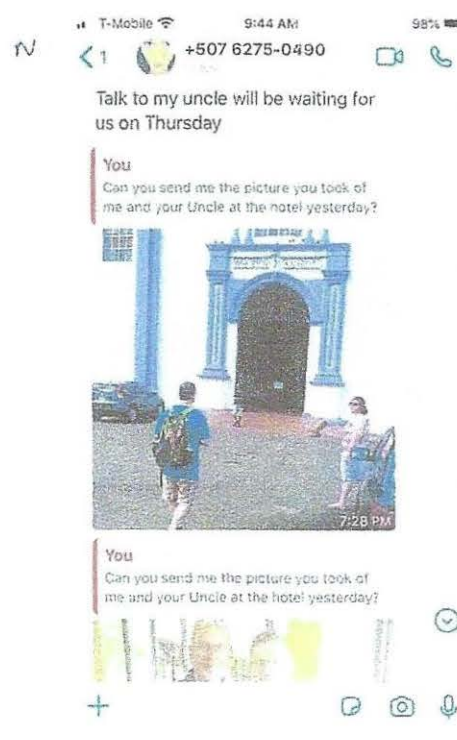 N
T-Mobile
9:44 AM
98%
1
+507 6275-0490
Talk to my uncle will be waiting for
us on Thursday
You
Can you send me the picture you took of
me and your Uncle at the hotel yesterday?
7:28 PM
You
Can you send me the picture you took of
me and your Uncle at the hotel yesterday?